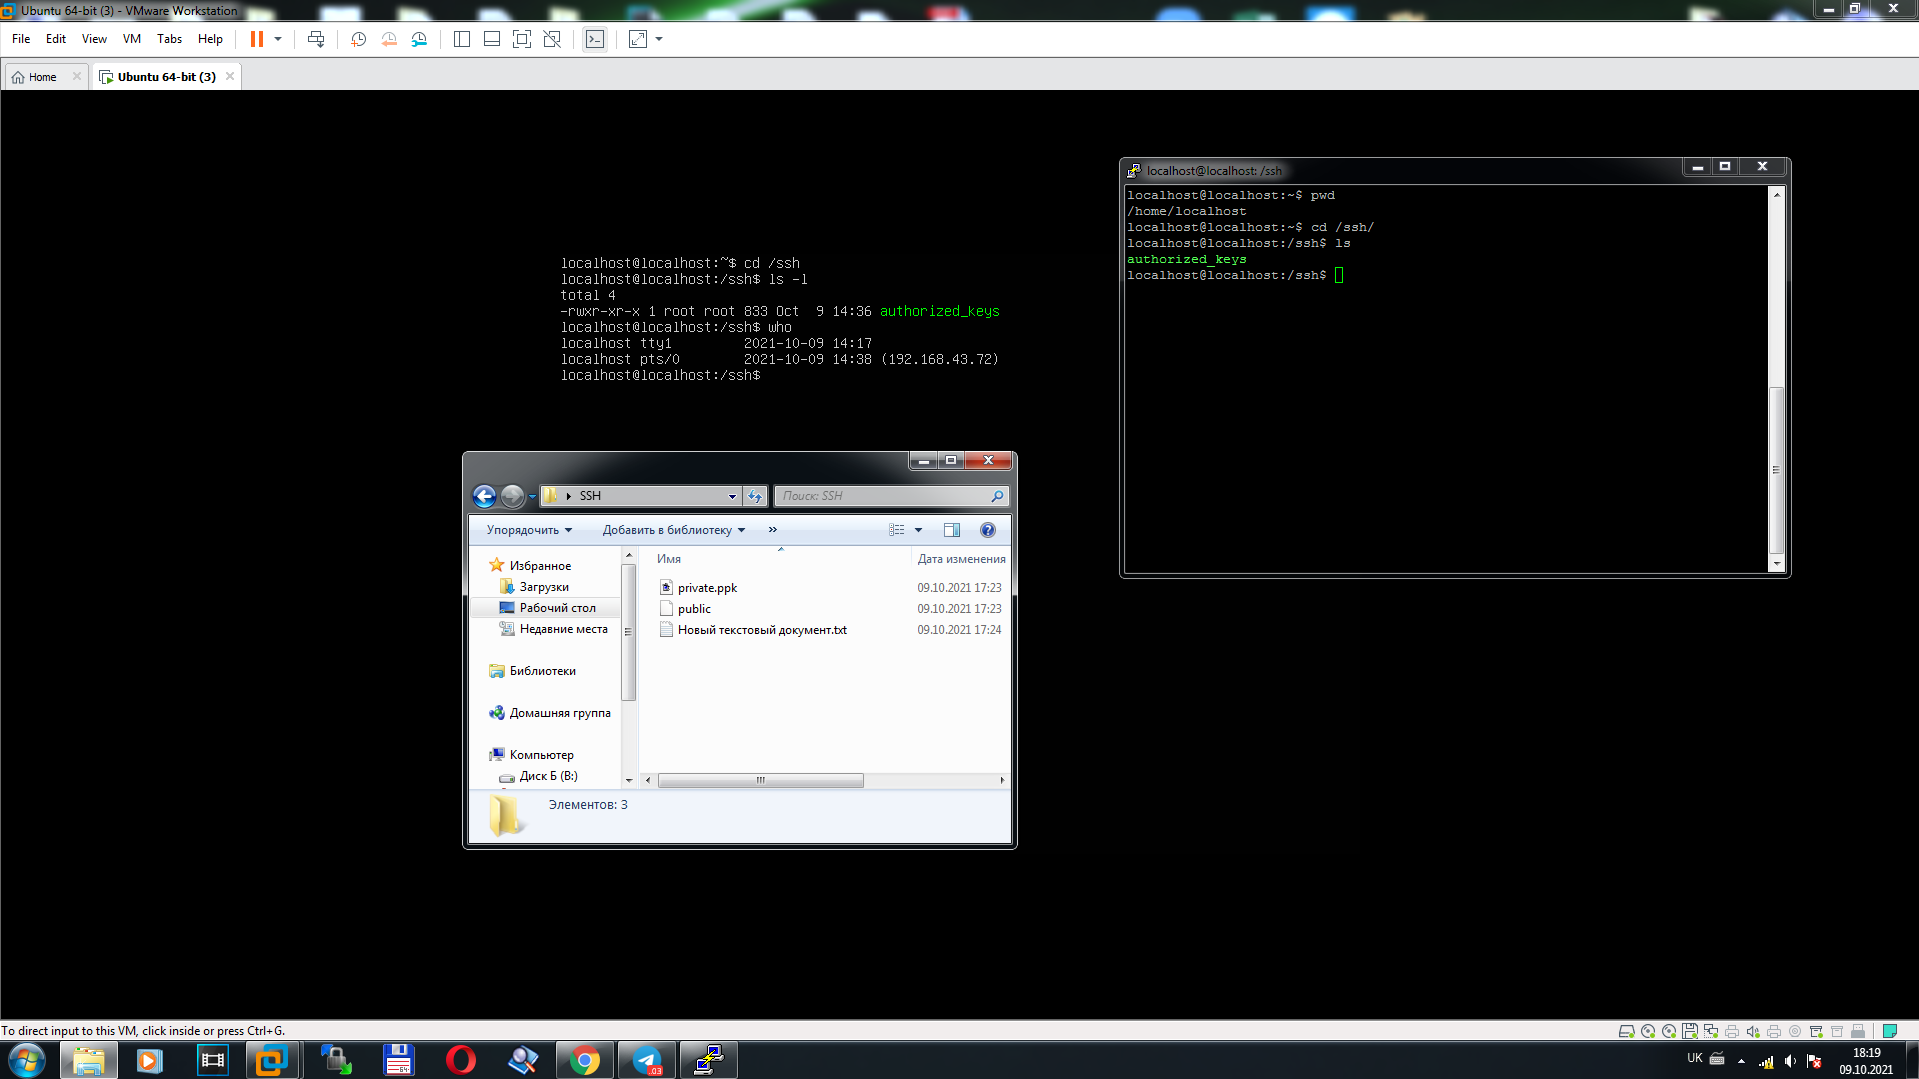 Ubuntu 64-bit (3) - VMware Workstation
File Edit View VM Tabs Help
Home
Ubuntu 64-bit (3)
localhost@localhost:~$ cd /ssh
localhost@localhost:/ssh$ ls -l
total 4
-rwxr-xr-x 1 root root 833 Oct  9 14:36 authorized_keys
localhost@localhost:/ssh$ who
localhost tty1         2021-10-09 14:17
localhost pts/0        2021-10-09 14:38 (192.168.43.72)
localhost@localhost:/ssh$
localhost@localhost: /ssh
localhost@localhost:~$ pwd
/home/localhost
localhost@localhost:~$ cd /ssh/
localhost@localhost:/ssh$ ls
authorized_keys
localhost@localhost:/ssh$
SSH
Поиск: SSH
Упорядочить
Добавить в библиотеку
»
Избранное
Загрузки
Рабочий стол
Недавние места
Библиотеки
Домашняя группа
Компьютер
Диск Б (B:)
Имя Дата изменения
private.ppk 09.10.2021 17:23
public 09.10.2021 17:23
Новый текстовый документ.txt 09.10.2021 17:24
Элементов: 3
To direct input to this VM, click inside or press Ctrl+G.
64
.03
UK
18:19
09.10.2021